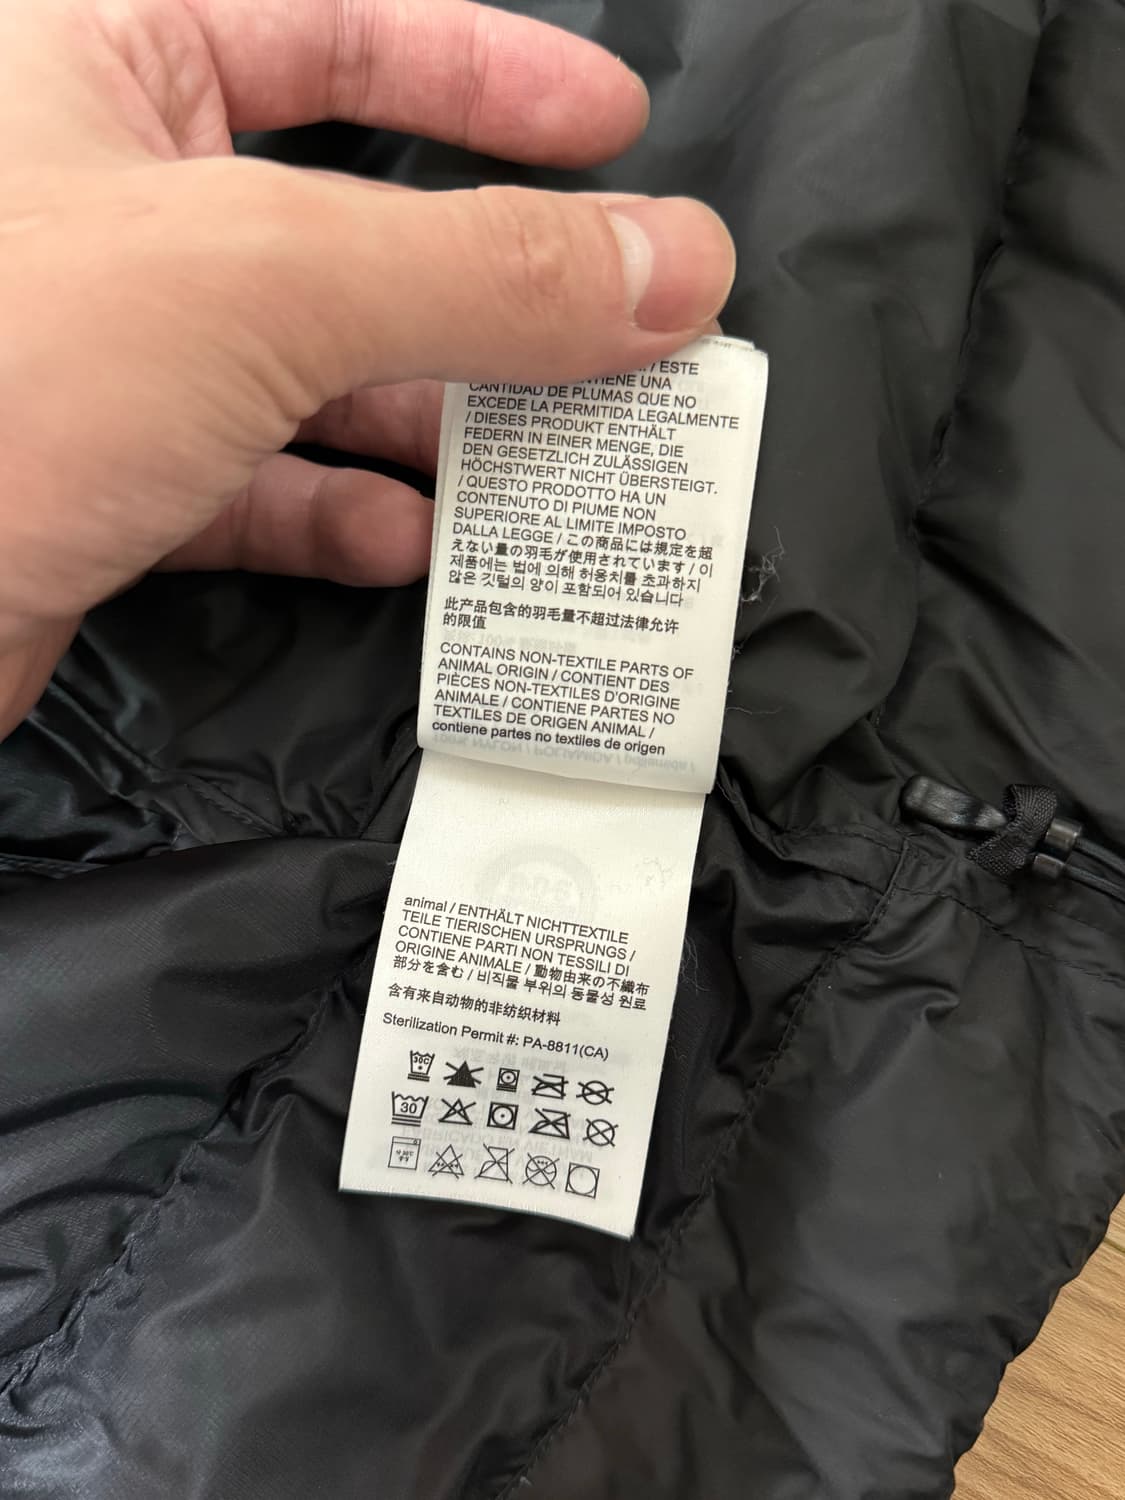 / ESTE
UNA
CANTIDAD DE PLUMAS QUE NO
EXCEDE LA PERMITIDA LEGALMENTE
/ DIESES PRODUKT ENTHÄLT
FEDERN IN EINER MENGE, DIE
DEN GESETZLICH ZULÄSSIGEN
HÖCHSTWERT NICHT ÜBERSTEIGT.
/ QUESTO PRODOTTO HA UN
CONTENUTO DI PIUME NON
SUPERIORE AL LIMITE IMPOSTO
DALLA LEGGE / この商品には規定を超
えない量の羽毛が使用されています / 이
제품에는 법에 의해 허용치를 초과하지
않은 깃털의 양이 포함되어 있습니다
此产品包含的羽毛量不超过法律允许
的限值
CONTAINS NON-TEXTILE PARTS OF
ANIMAL ORIGIN / CONTIENT DES
PIÈCES NON-TEXTILES D'ORIGINE
ANIMALE / CONTIENE PARTES NO
TEXTILES DE ORIGEN ANIMAL /
contiene partes no textiles de origen
animal / ENTHÄLT NICHTTEXTILE
TEILE TIERISCHEN URSPRUNGS /
CONTIENE PARTI NON TESSILI DI
ORIGINE ANIMALE / 動物由来の不織布
部分を含む / 비직물 부위의 동물성 원료
含有来自动物的非纺织材料
Sterilization Permit #: PA-8811(CA)
30C
30